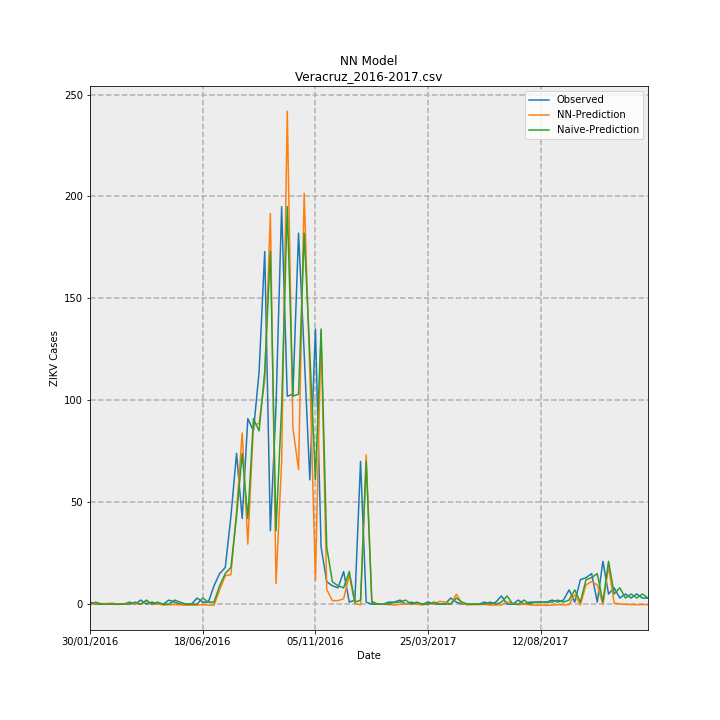 NN Model
Veracruz_2016-2017.csv
Observed
NN-Prediction
Naive-Prediction
250
200
150
100
50
0
ZIKV Cases
30/01/2016
18/06/2016
05/11/2016
25/03/2017
12/08/2017
Date